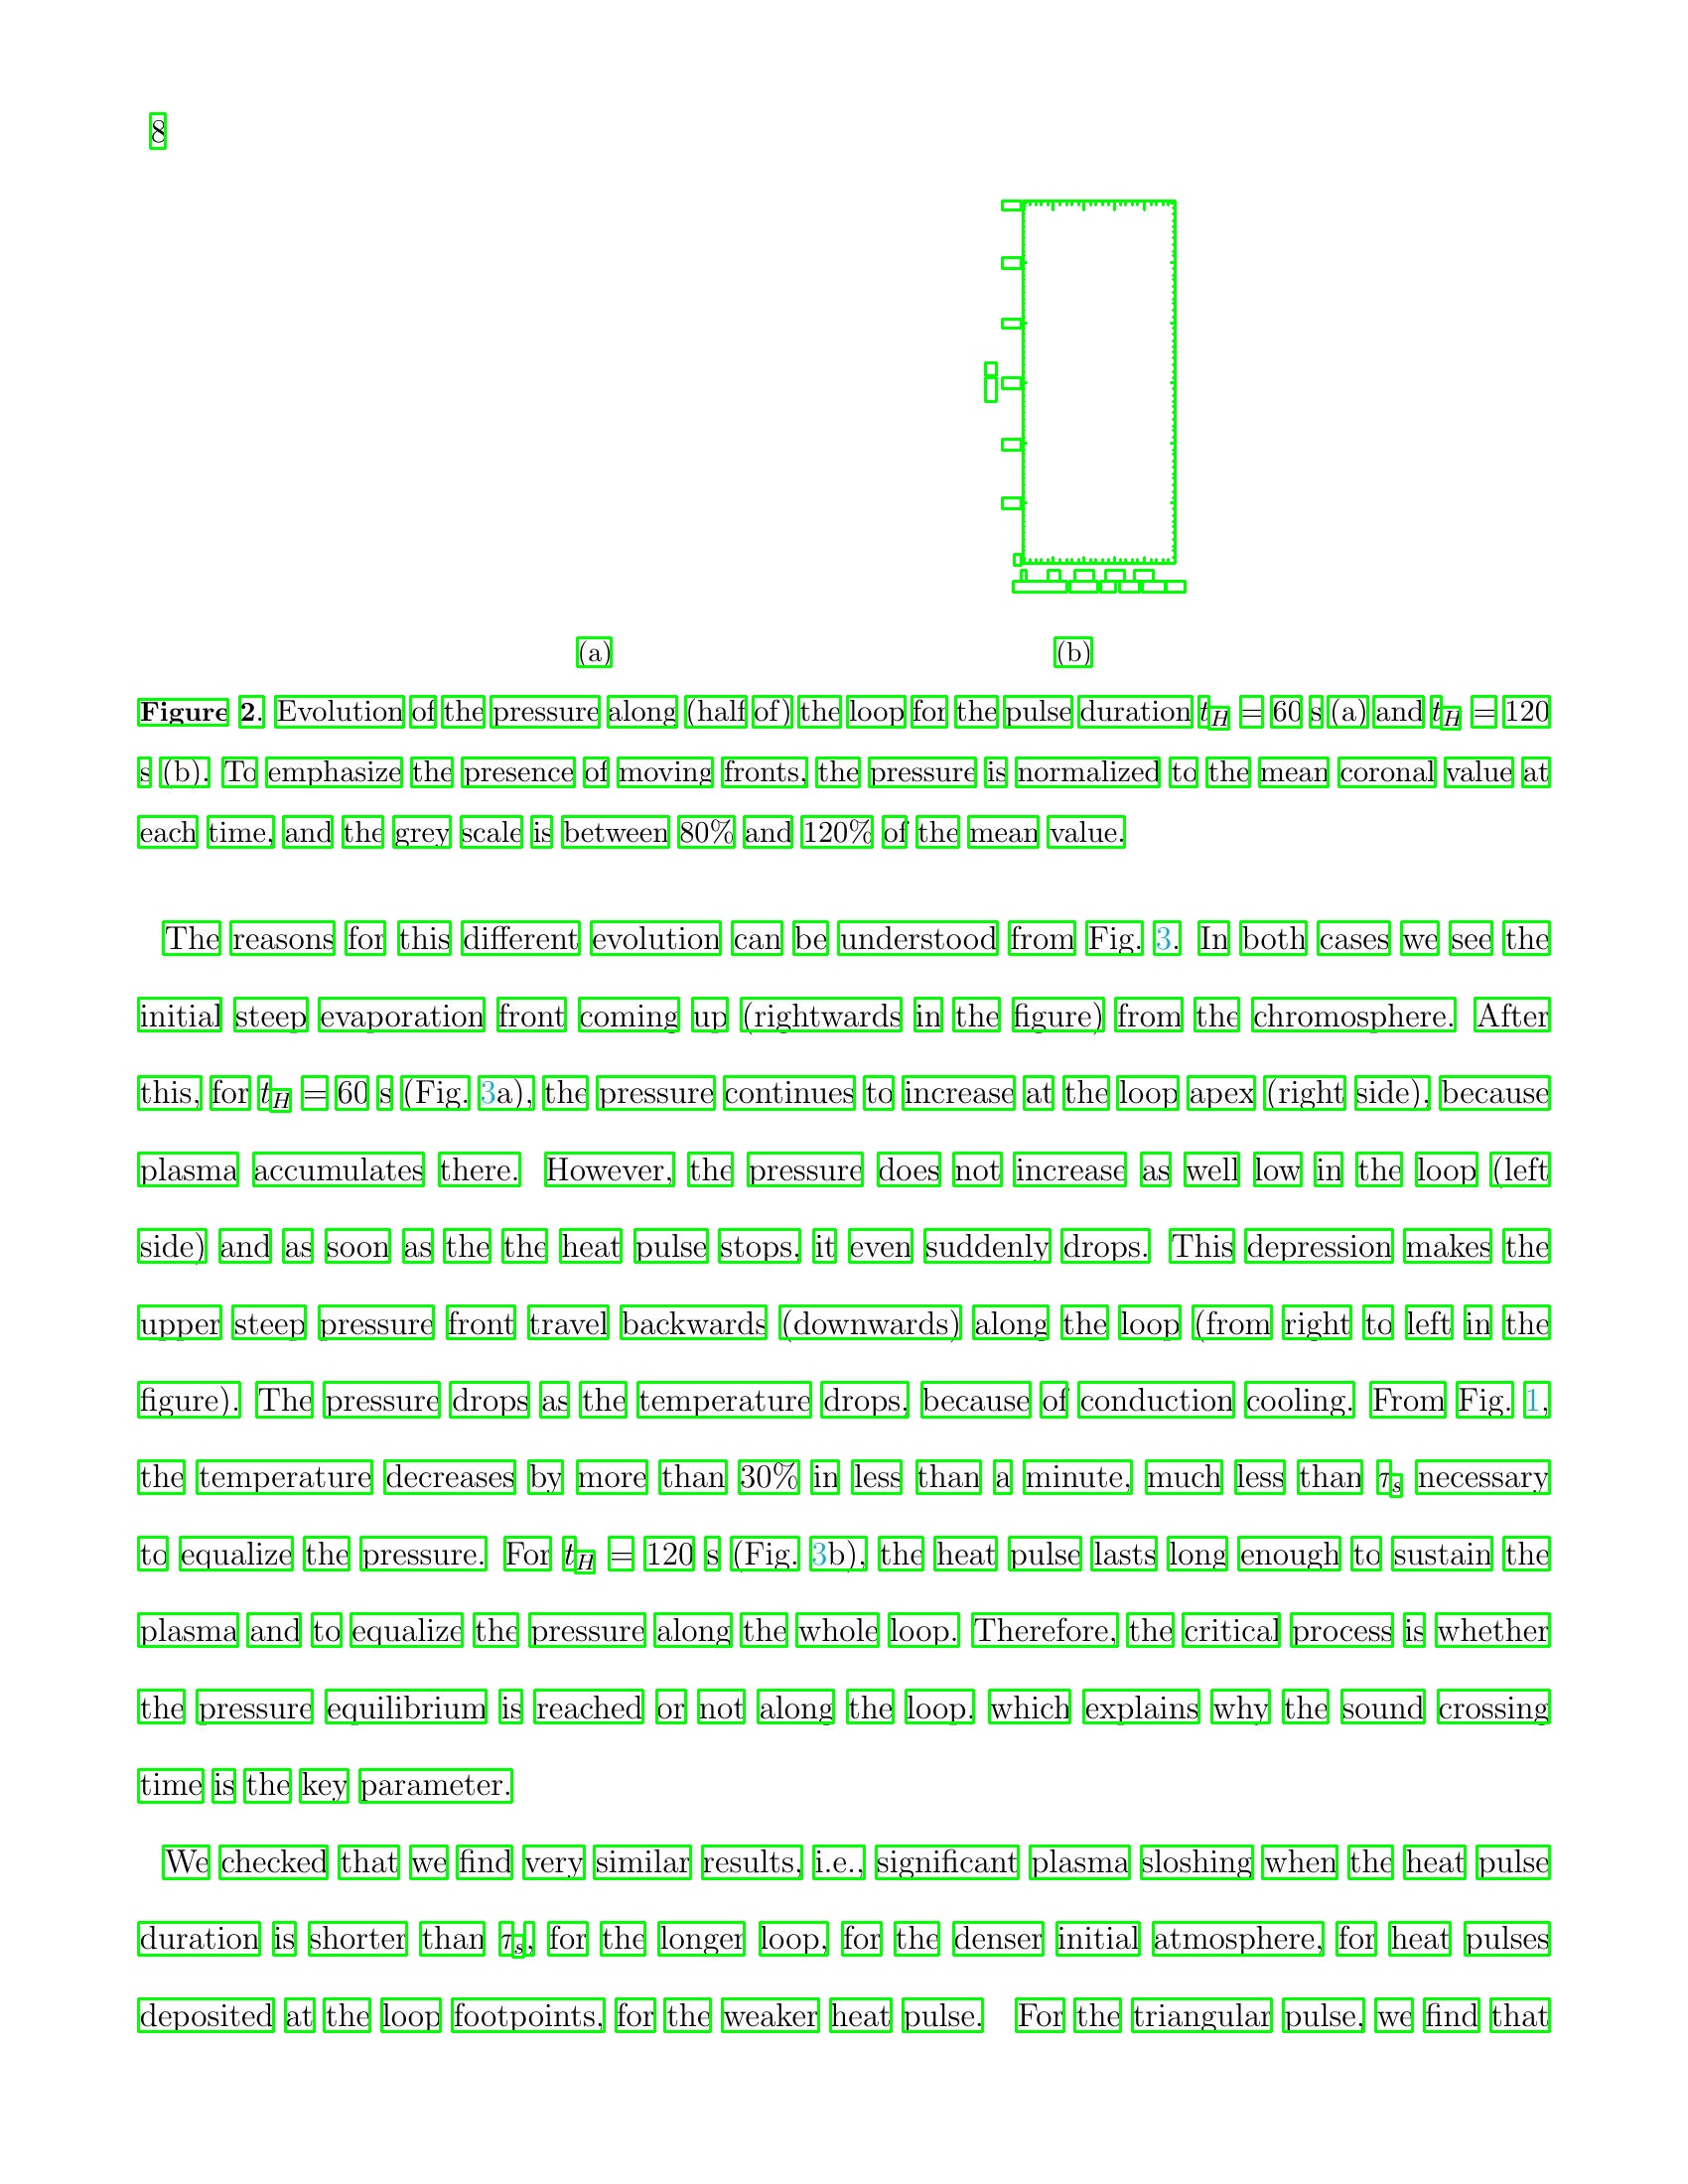 8
(a) (b)
Figure 2. Evolution of the pressure along (half of) the loop for the pulse duration t_H = 60 s (a) and t_H = 120
s (b). To emphasize the presence of moving fronts, the pressure is normalized to the mean coronal value at
each time, and the grey scale is between 80% and 120% of the mean value.
The reasons for this different evolution can be understood from Fig. 3. In both cases we see the
initial steep evaporation front coming up (rightwards in the figure) from the chromosphere. After
this, for t_H = 60 s (Fig. 3a), the pressure continues to increase at the loop apex (right side), because
plasma accumulates there. However, the pressure does not increase as well low in the loop (left
side) and as soon as the the heat pulse stops, it even suddenly drops. This depression makes the
upper steep pressure front travel backwards (downwards) along the loop (from right to left in the
figure). The pressure drops as the temperature drops, because of conduction cooling. From Fig. 1,
the temperature decreases by more than 30% in less than a minute, much less than τ_s necessary
to equalize the pressure. For t_H = 120 s (Fig. 3b), the heat pulse lasts long enough to sustain the
plasma and to equalize the pressure along the whole loop. Therefore, the critical process is whether
the pressure equilibrium is reached or not along the loop, which explains why the sound crossing
time is the key parameter.
We checked that we find very similar results, i.e., significant plasma sloshing when the heat pulse
duration is shorter than τ_s, for the longer loop, for the denser initial atmosphere, for heat pulses
deposited at the loop footpoints, for the weaker heat pulse. For the triangular pulse, we find that